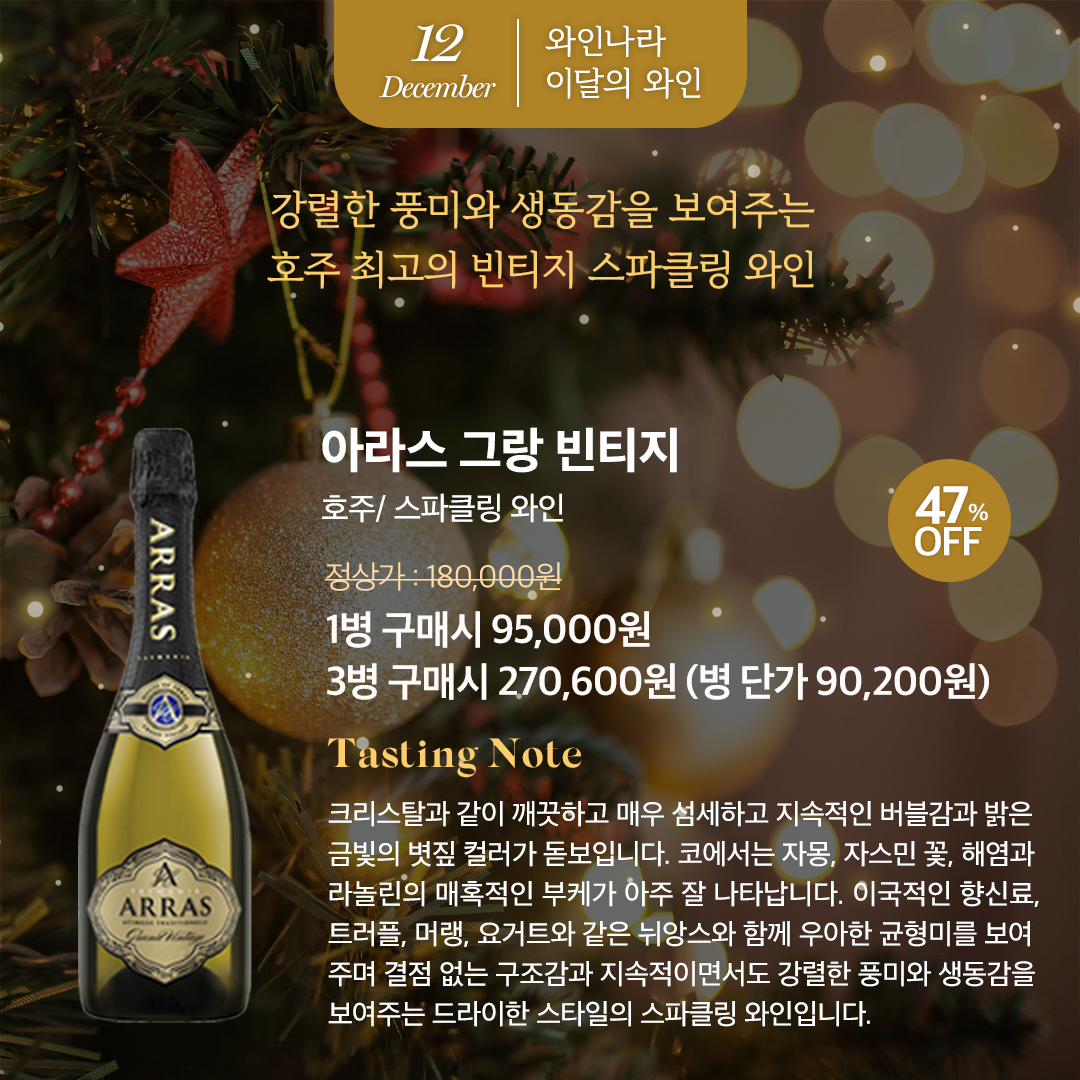 12
December
와인나라
이달의 와인
강렬한 풍미와 생동감을 보여주는
호주 최고의 빈티지 스파클링 와인
아라스 그랑 빈티지
호주/ 스파클링 와인
47%
OFF
정상가 : 180,000원
1병 구매시 95,000원
3병 구매시 270,600원 (병 단가 90,200원)
Tasting Note
크리스탈과 같이 깨끗하고 매우 섬세하고 지속적인 버블감과 밝은
금빛의 볏짚 컬러가 돋보입니다. 코에서는 자몽, 자스민 꽃, 해염과
라놀린의 매혹적인 부케가 아주 잘 나타납니다. 이국적인 향신료,
트러플, 머랭, 요거트와 같은 뉘앙스와 함께 우아한 균형미를 보여
주며 결점 없는 구조감과 지속적이면서도 강렬한 풍미와 생동감을
보여주는 드라이한 스타일의 스파클링 와인입니다.
ARRAS
TASMANIA
A
TASMANIA
ARRAS
MÉTHODE TRADITIONELLE
Grand Vintage